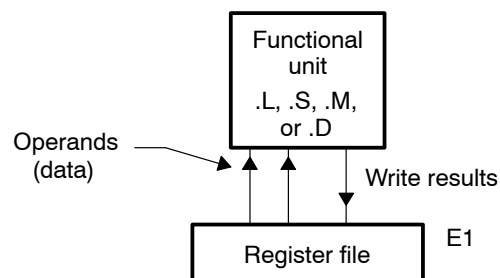 Functional
unit
.L, .S, .M,
or .D
Operands
(data)
Write results
Register file
E1